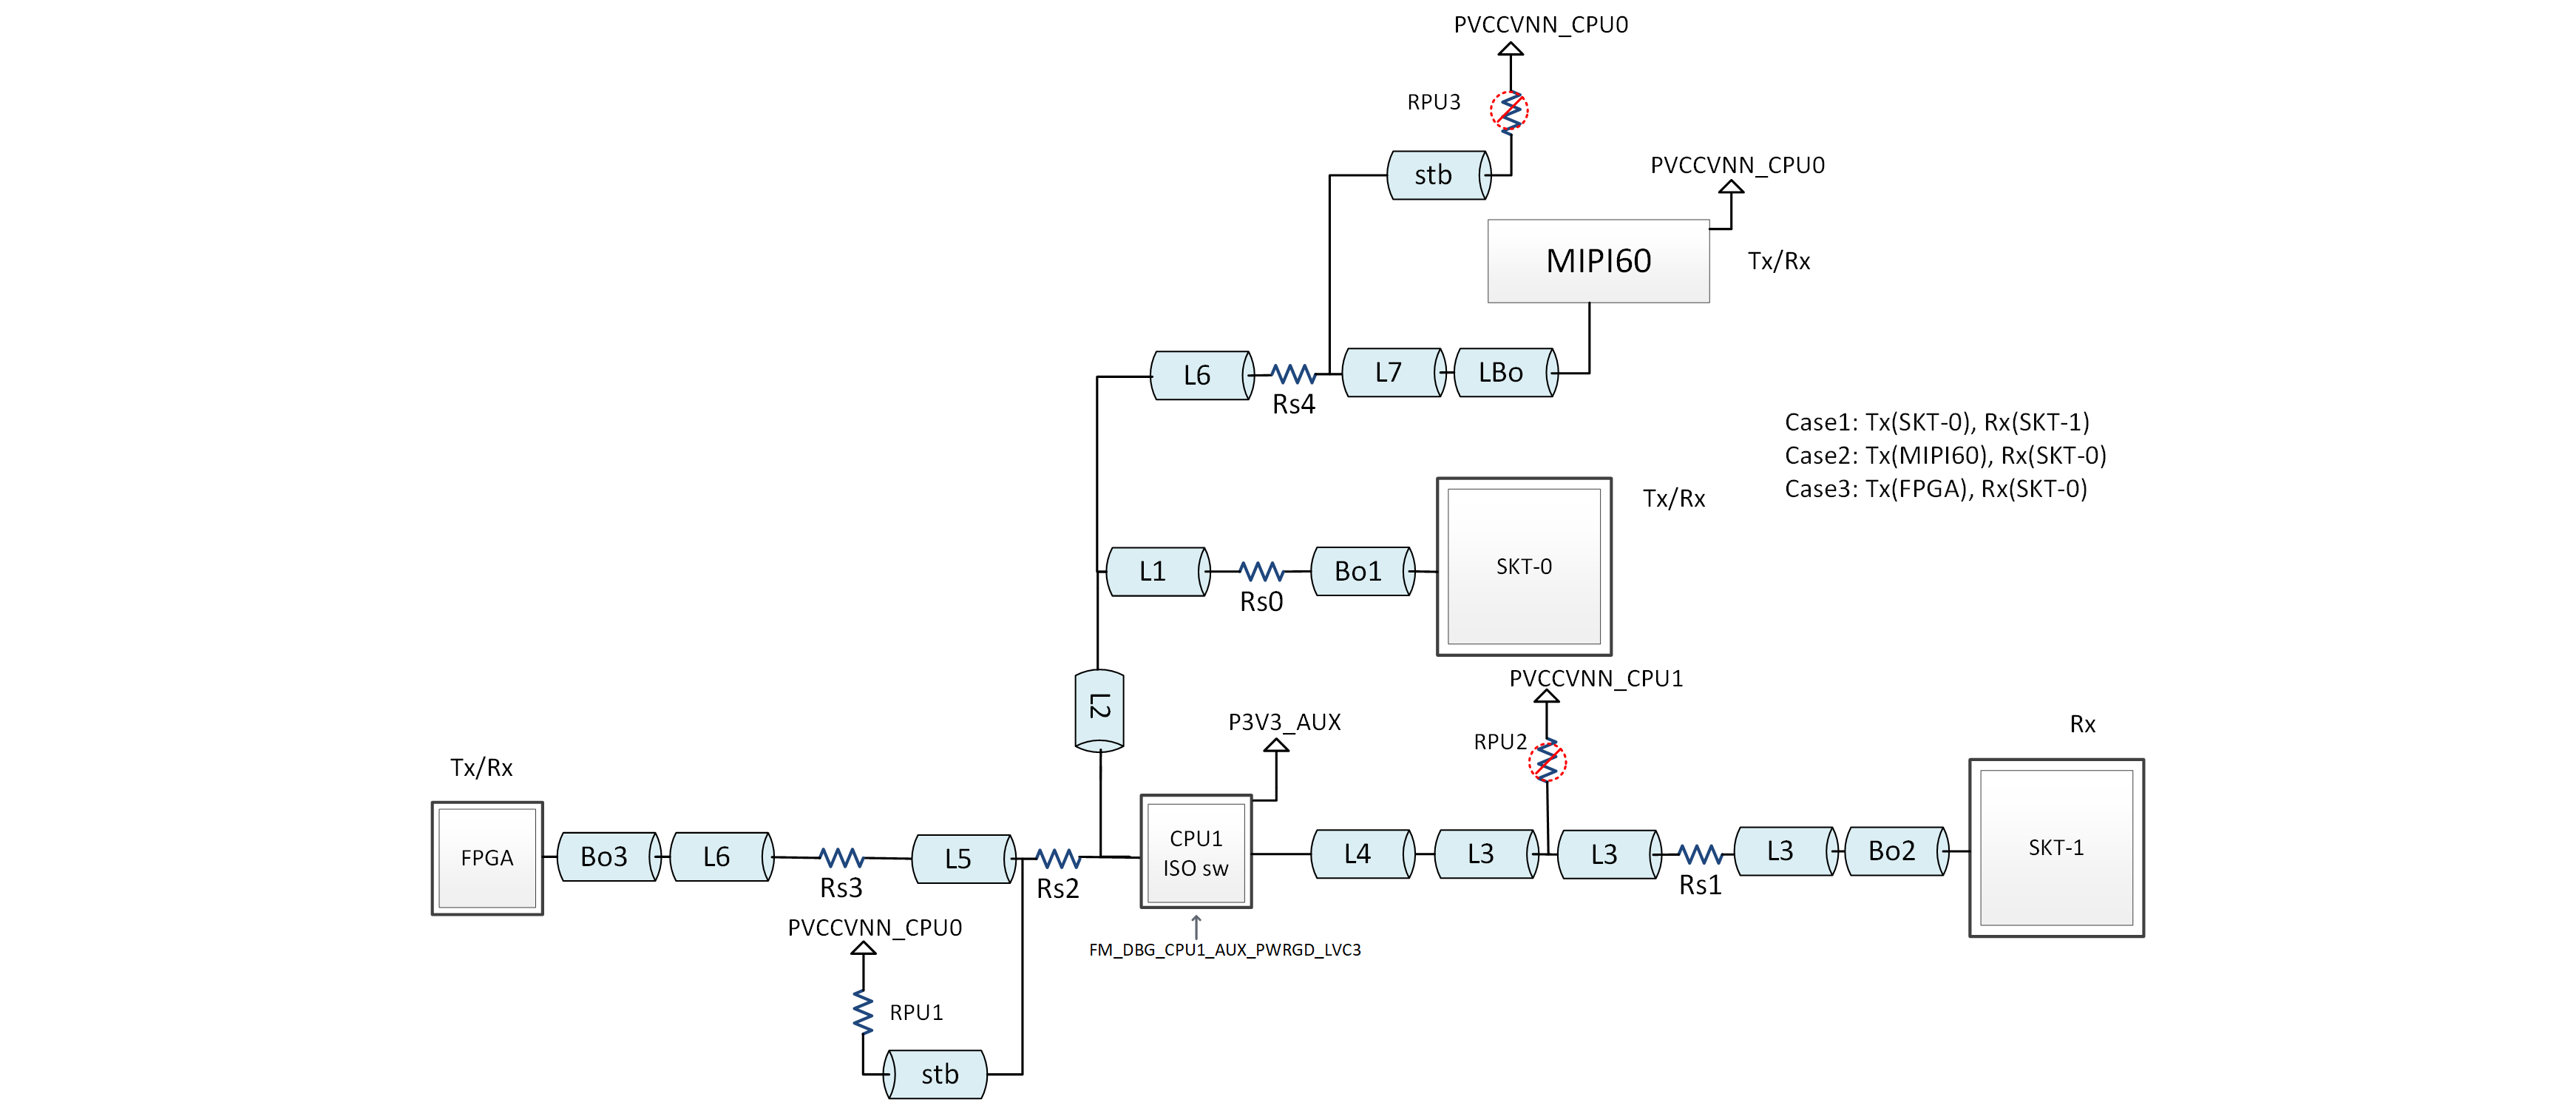 PVCCVNN_CPU0
RPU3
stb
PVCCVNN_CPU0
MIPI60
Tx/Rx
L6
Rs4
L7
LBo
Case1: Tx(SKT-0), Rx(SKT-1)
Case2: Tx(MIPI60), Rx(SKT-0)
Case3: Tx(FPGA), Rx(SKT-0)
Tx/Rx
L1
Rs0
Bo1
SKT-0
L2
PVCCVNN_CPU1
P3V3_AUX
RPU2
Rx
Tx/Rx
FPGA
Bo3
L6
Rs3
L5
Rs2
CPU1
ISO sw
L4
L3
L3
Rs1
L3
Bo2
SKT-1
PVCCVNN_CPU0
FM_DBG_CPU1_AUX_PWRGD_LVC3
RPU1
stb